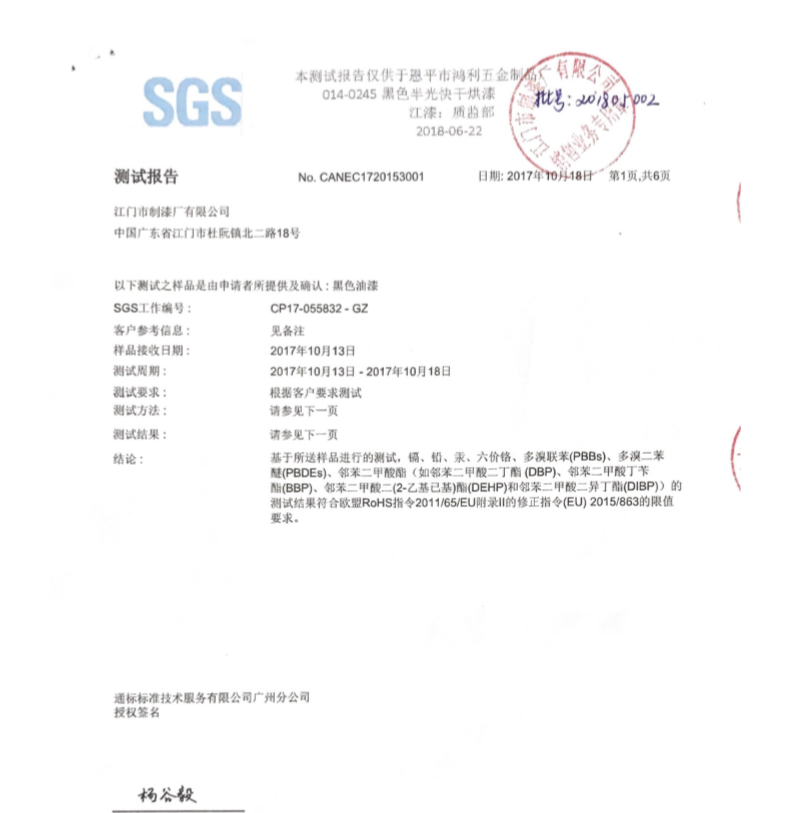 SGS
本测试报告仅供于恩平市鸿利五金制品厂
014-0245 黑色半光快干烘漆
江漆：质监部
2018-06-22
江门市制漆厂有限公司
销售业务专用章
批号：201805002
测试报告 No. CANEC1720153001 日期: 2017年10月18日 第1页,共6页
江门市制漆厂有限公司
中国广东省江门市杜阮镇北二路18号
以下测试之样品是由申请者所提供及确认 : 黑色油漆
SGS工作编号 : CP17-055832 - GZ
客户参考信息 : 见备注
样品接收日期 : 2017年10月13日
测试周期 : 2017年10月13日 - 2017年10月18日
测试要求 : 根据客户要求测试
测试方法 : 请参见下一页
测试结果 : 请参见下一页
结论 : 基于所送样品进行的测试，镉、铅、汞、六价铬、多溴联苯(PBBs)、多溴二苯
醚(PBDEs)、邻苯二甲酸酯（如邻苯二甲酸二丁酯 (DBP)、邻苯二甲酸丁苄
酯(BBP)、邻苯二甲酸二(2-乙基己基)酯(DEHP)和邻苯二甲酸二异丁酯(DIBP)）的
测试结果符合欧盟RoHS指令2011/65/EU附录II的修正指令(EU) 2015/863的限值
要求。
通标标准技术服务有限公司广州分公司
授权签名
杨谷毅